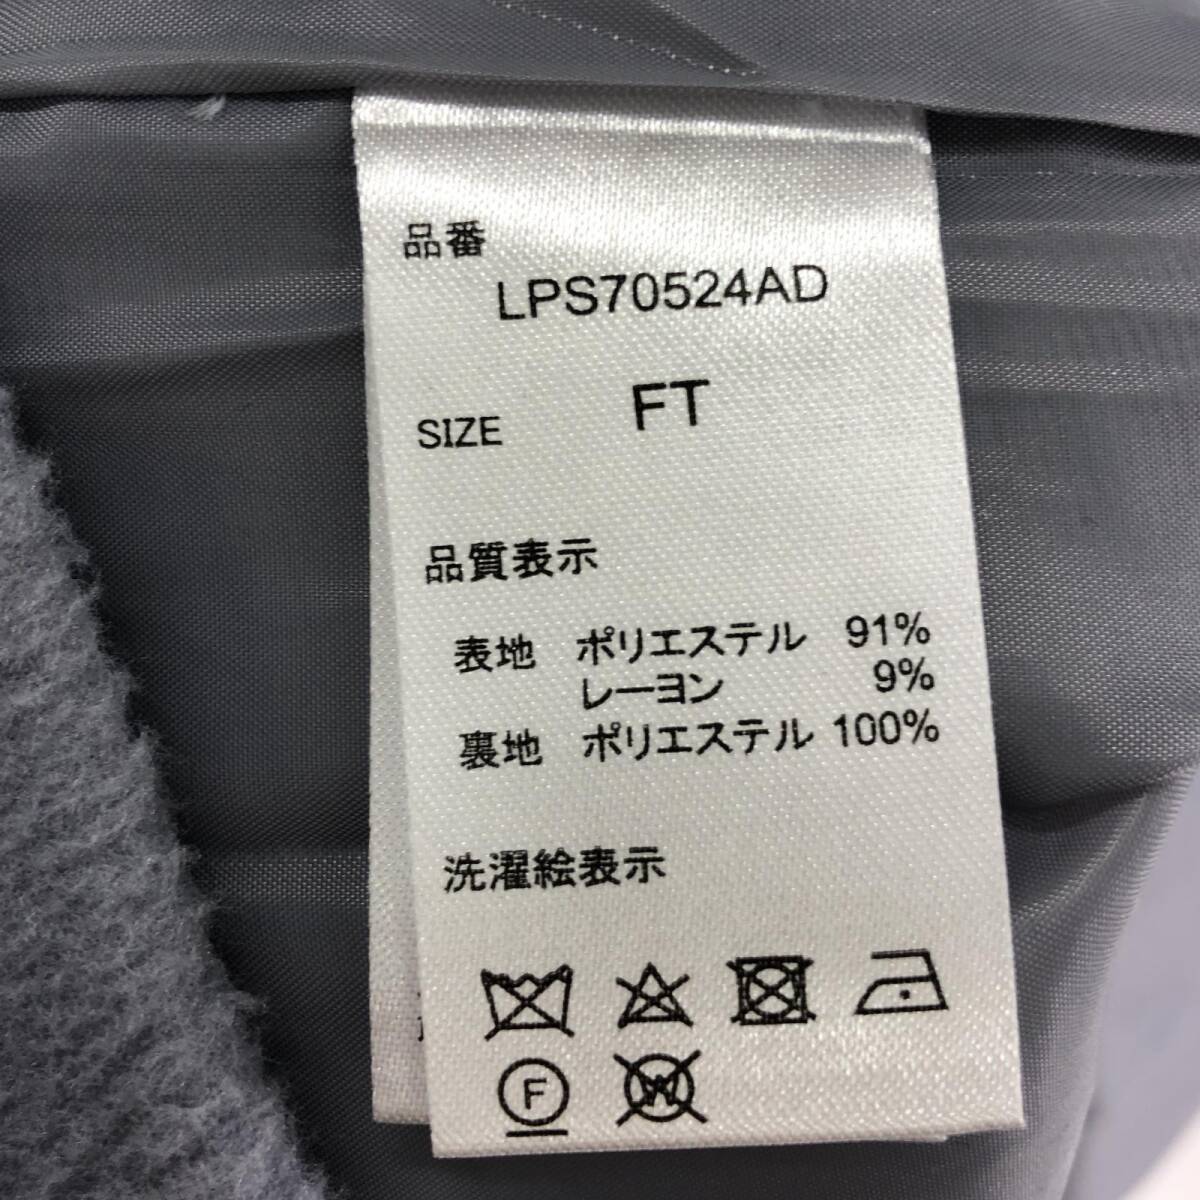 品番
LPS70524AD
SIZE FT
品質表示
表地 ポリエステル 91%
レーヨン 9%
裏地 ポリエステル 100%
洗濯絵表示
F
W